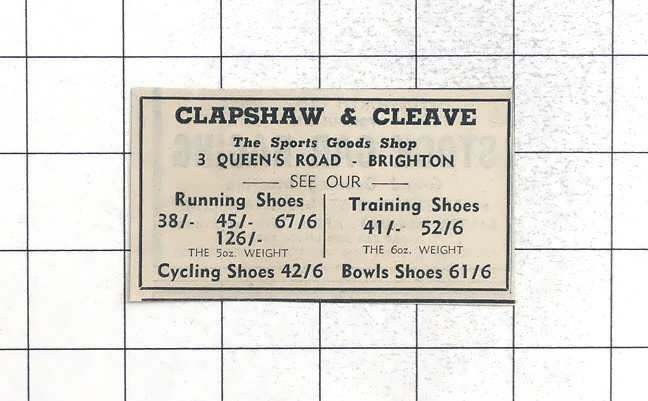 CLAPSHAW & CLEAVE
The Sports Goods Shop
3 QUEEN'S ROAD - BRIGHTON
SEE OUR
Running Shoes
38/- 45/- 67/6
126/-
THE 5oz. WEIGHT
Training Shoes
41/- 52/6
THE 6oz. WEIGHT
Cycling Shoes 42/6 Bowls Shoes 61/6